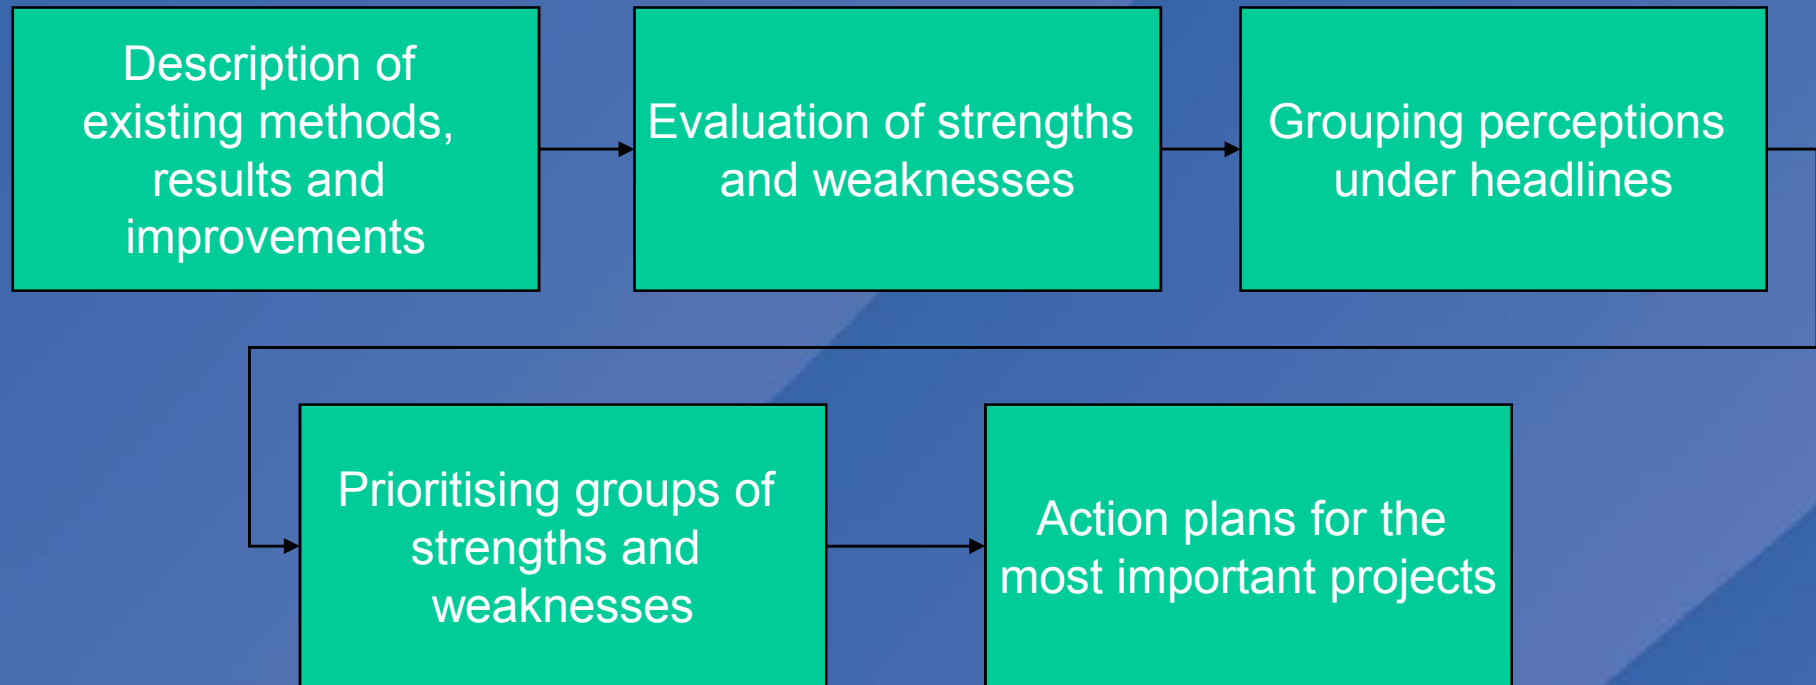 Description of
existing methods,
results and
improvements
Evaluation of strengths
and weaknesses
Grouping perceptions
under headlines
Prioritising groups of
strengths and
weaknesses
Action plans for the
most important projects